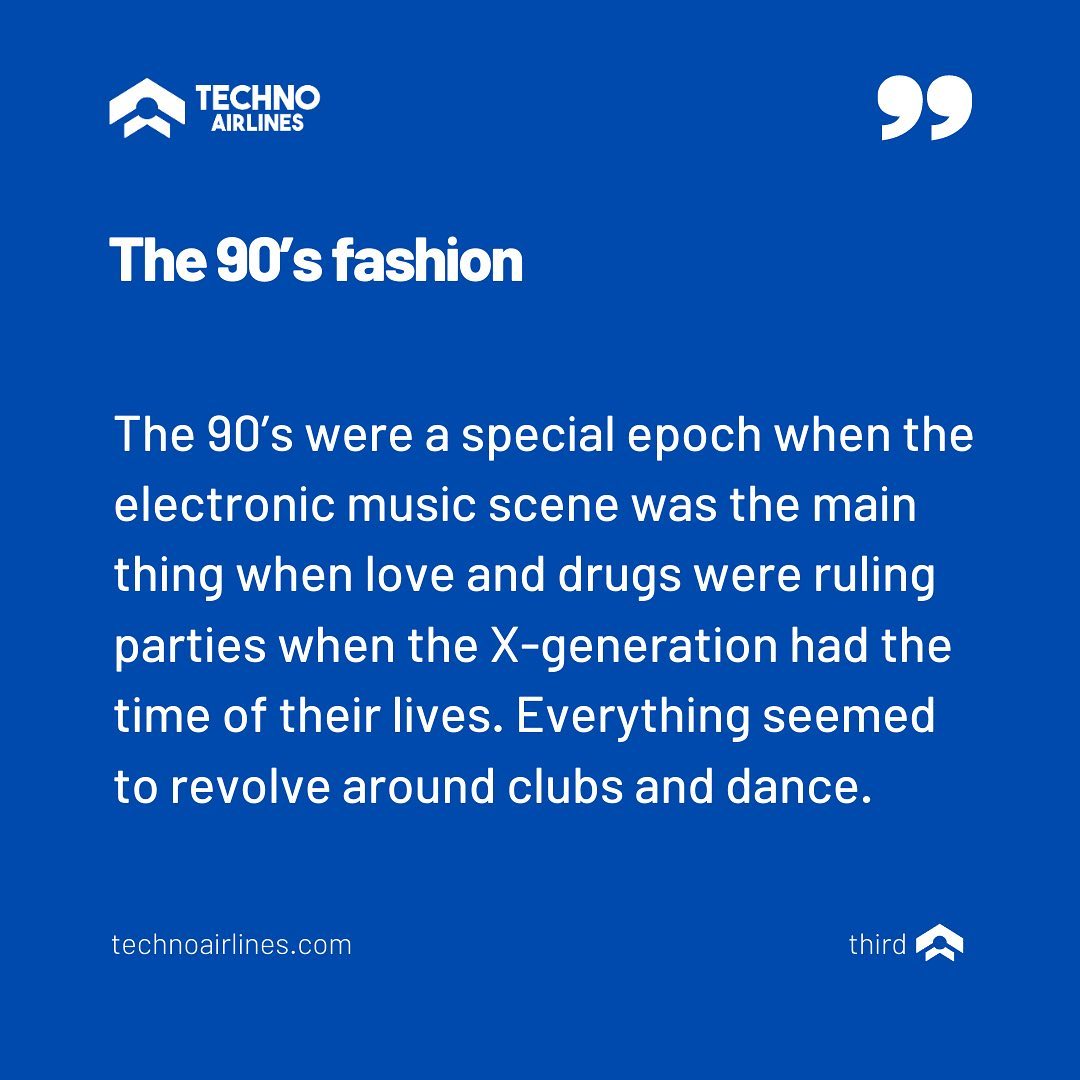 TECHNO
AIRLINES
”
The 90’s fashion
The 90’s were a special epoch when the
electronic music scene was the main
thing when love and drugs were ruling
parties when the X-generation had the
time of their lives. Everything seemed
to revolve around clubs and dance.
technoairlines.com
third